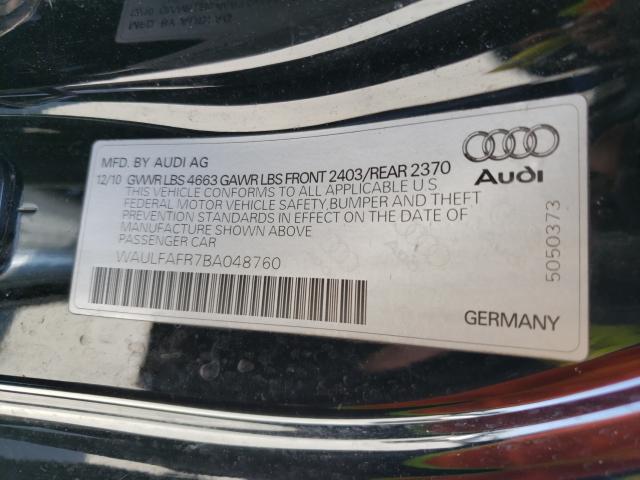 MFD. BY AUDI AG
12/10 GVWR LBS 4663 GAWR LBS FRONT 2403/REAR 2370
THIS VEHICLE CONFORMS TO ALL APPLICABLE U S
FEDERAL MOTOR VEHICLE SAFETY, BUMPER AND THEFT
PREVENTION STANDARDS IN EFFECT ON THE DATE OF
MANUFACTURE SHOWN ABOVE
PASSENGER CAR
WAULFAFR7BA048760
Audi
5050373
GERMANY